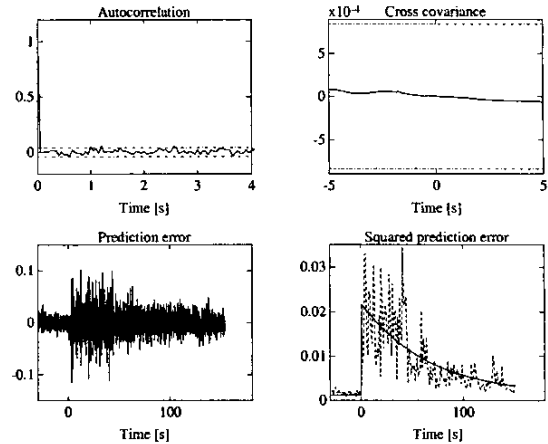 Autocorrelation
1
0.5
0
0 1 2 3 4
Time [s]
×10⁻⁴ Cross covariance
5
0
-5
-5 0 5
Time [s]
Prediction error
0.1
0
-0.1
0 100
Time [s]
Squared prediction error
0.03
0.02
0.01
0
0 100
Time [s]